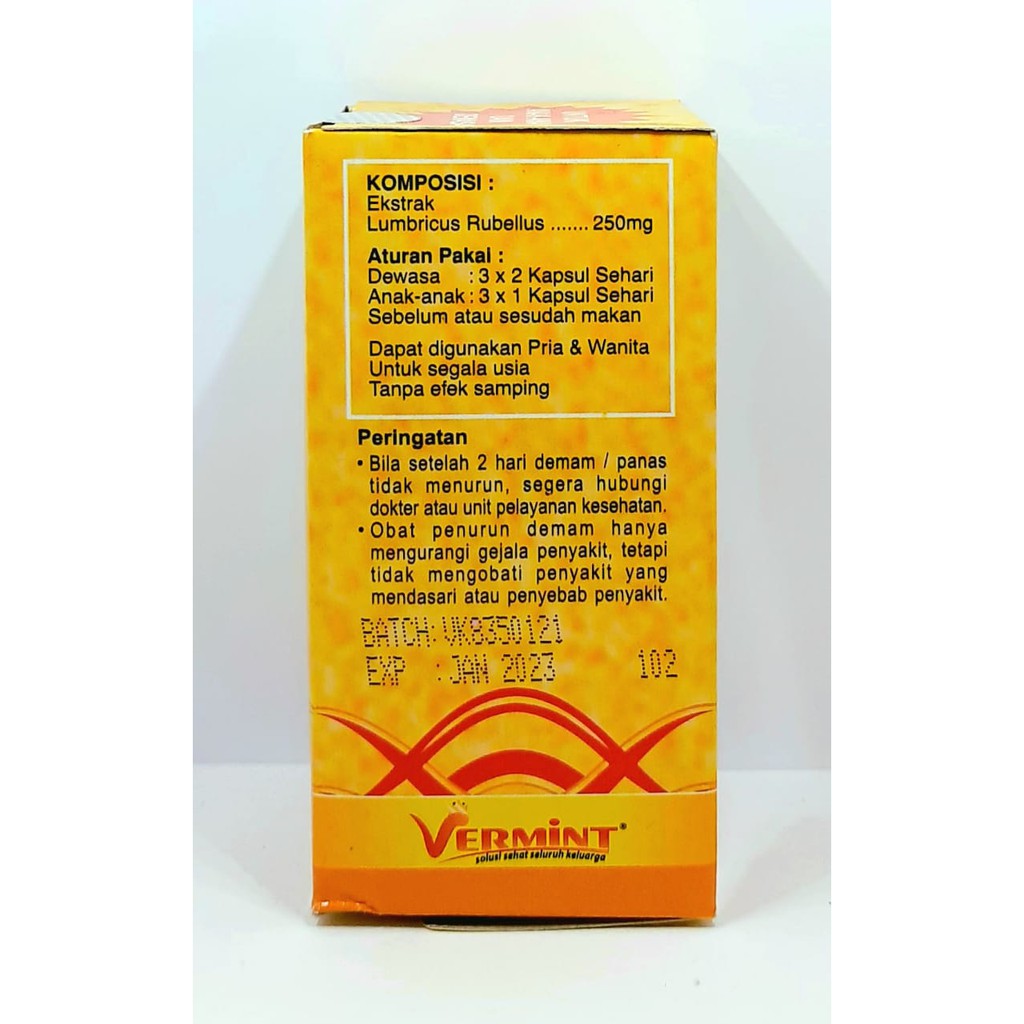 KOMPOSISI :
Ekstrak
Lumbricus Rubellus ....... 250mg
Aturan Pakai :
Dewasa : 3 x 2 Kapsul Sehari
Anak-anak : 3 x 1 Kapsul Sehari
Sebelum atau sesudah makan
Dapat digunakan Pria & Wanita
Untuk segala usia
Tanpa efek samping
Peringatan
• Bila setelah 2 hari demam / panas
tidak menurun, segera hubungi
dokter atau unit pelayanan kesehatan.
• Obat penurun demam hanya
mengurangi gejala penyakit, tetapi
tidak mengobati penyakit yang
mendasari atau penyebab penyakit.
BATCH: VK8350121
EXP : JAN 2023 102
VERMINT®
solusi sehat seluruh keluarga